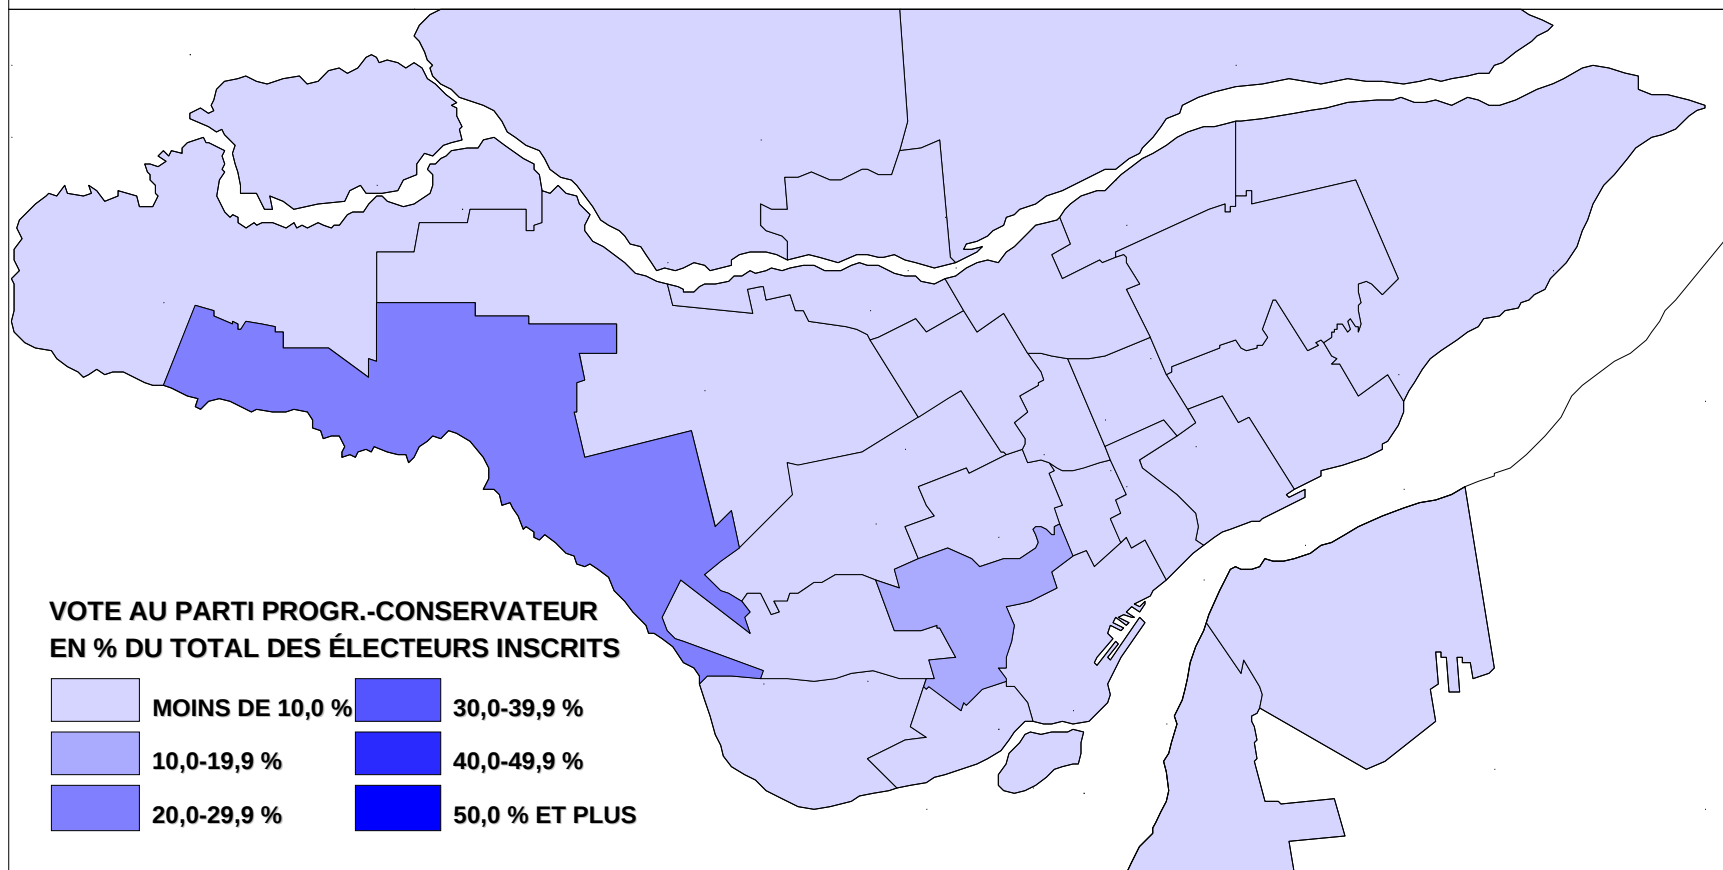 VOTE AU PARTI PROGR.-CONSERVATEUR
EN % DU TOTAL DES ÉLECTEURS INSCRITS
MOINS DE 10,0 %
10,0-19,9 %
20,0-29,9 %
30,0-39,9 %
40,0-49,9 %
50,0 % ET PLUS